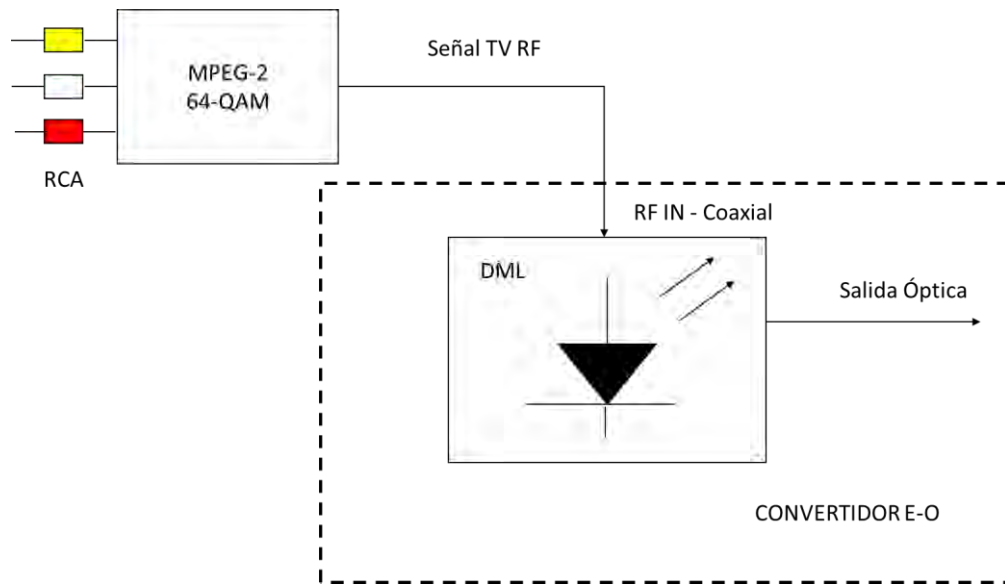 Señal TV RF
MPEG-2
64-QAM
RCA
RF IN - Coaxial
DML
Salida Óptica
CONVERTIDOR E-O